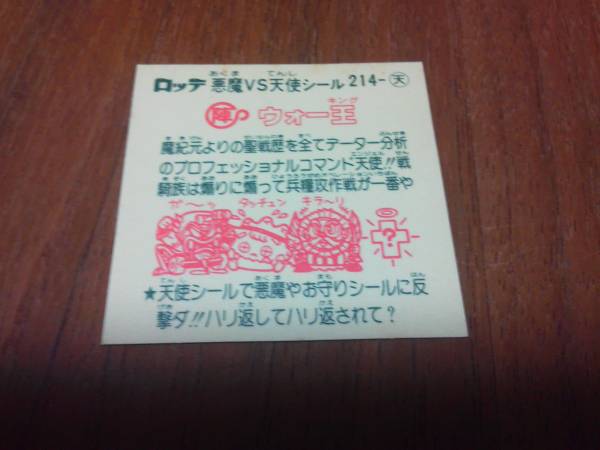 ロッテ 悪魔VS天使シール 214-天
陣 ウォー王
魔紀元よりの聖戦歴を全てデーター分析
のプロフェッショナルコマンド天使!!戦
騎族は煽りに煽って兵糧攻作戦が一番や
ガ〜ッ タッチュン キラ〜リ
?
★天使シールで悪魔やお守りシールに反
撃ダ!!ハリ返してハリ返されて?